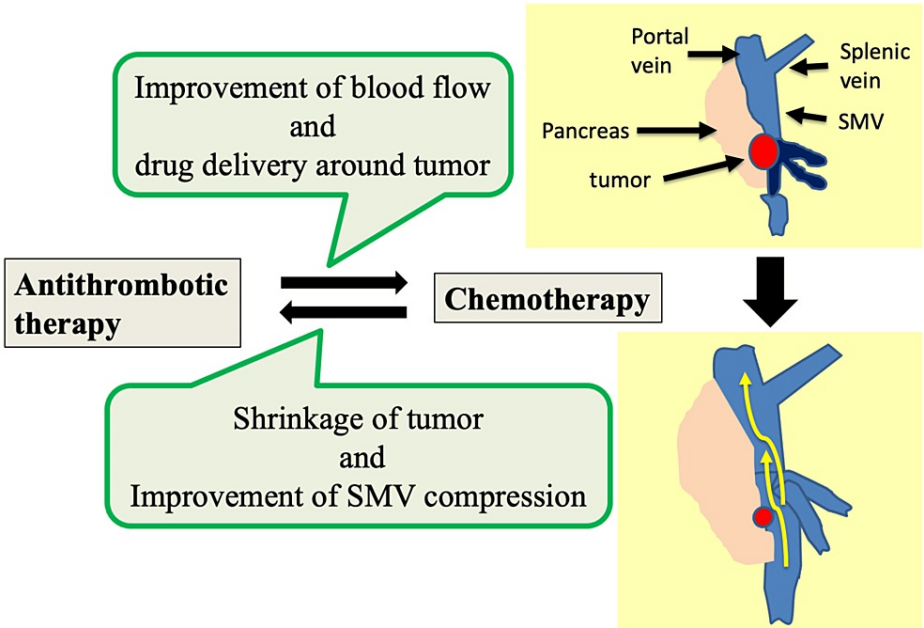 Improvement of blood flow
and
drug delivery around tumor
Portal
vein
Splenic
vein
Pancreas
SMV
tumor
Antithrombotic
therapy
Chemotherapy
Shrinkage of tumor
and
Improvement of SMV compression